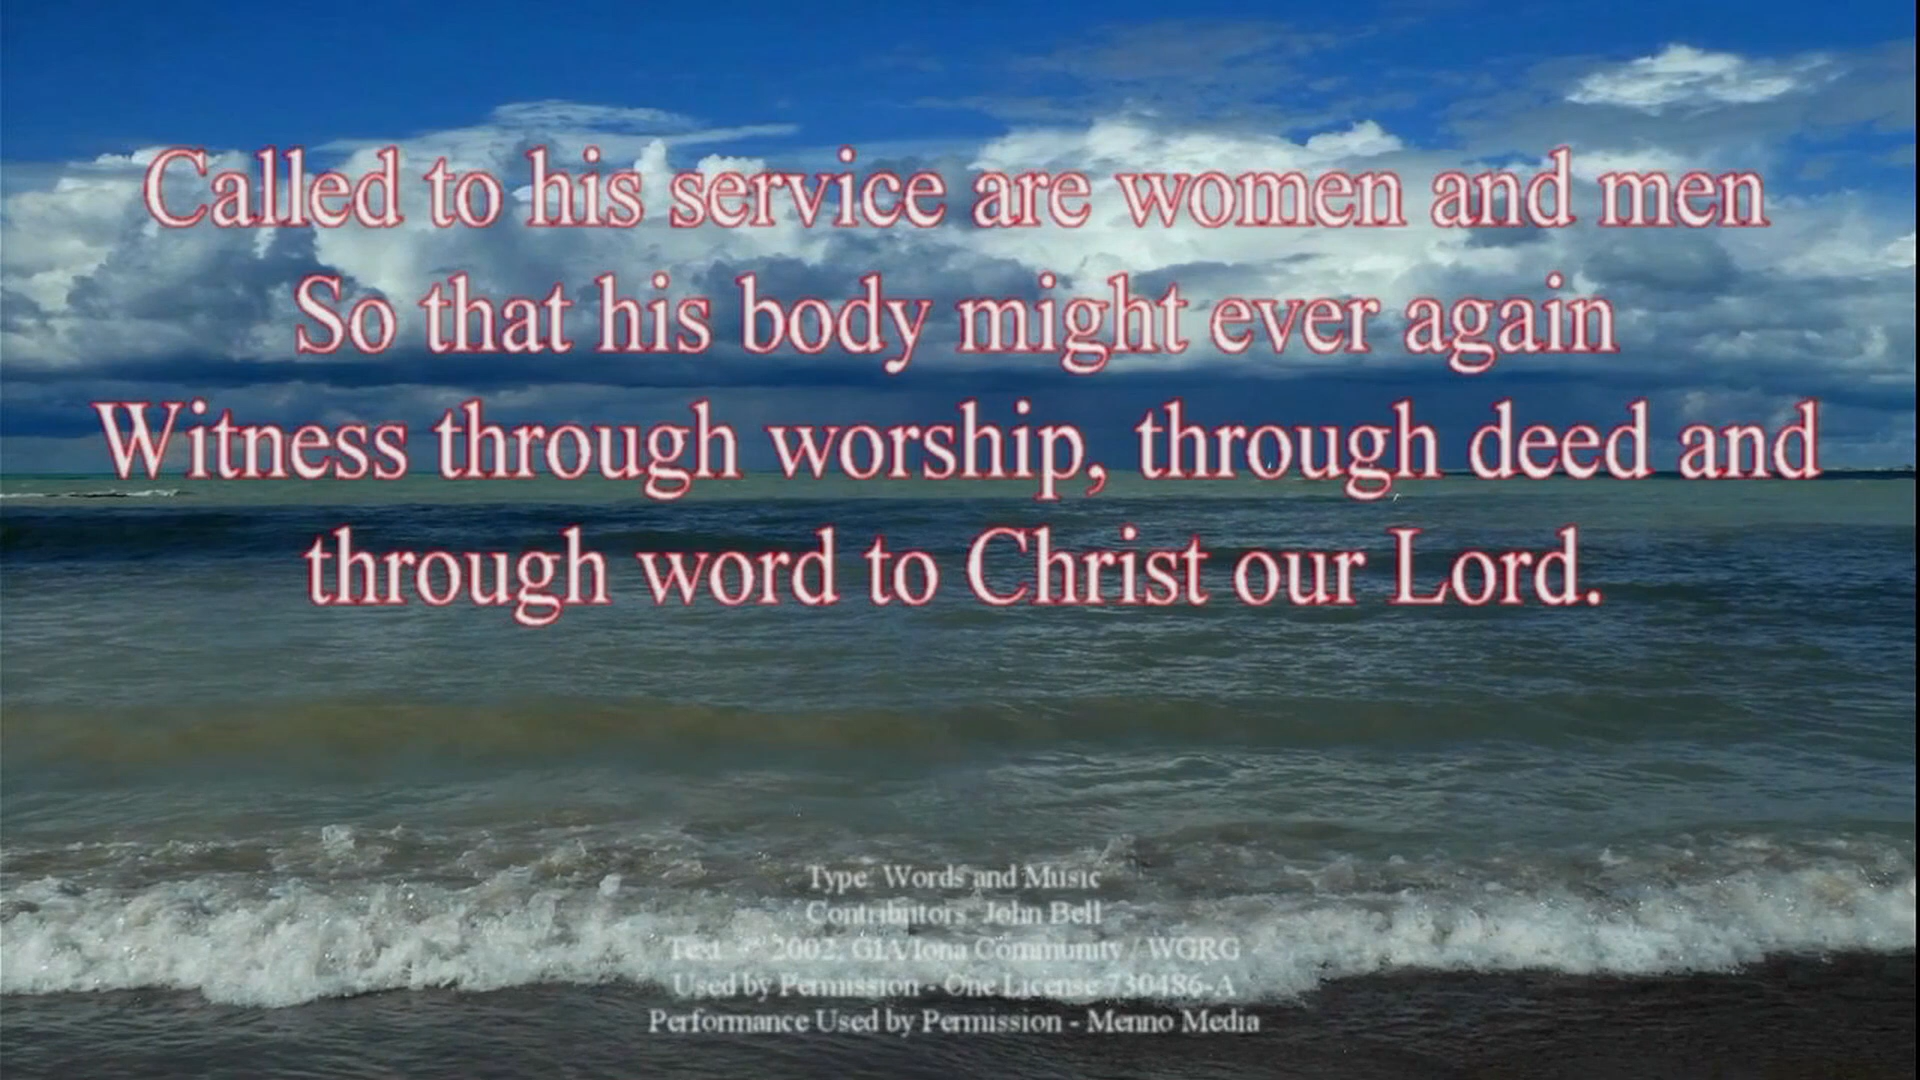 Called to his service are women and men
So that his body might ever again
Witness through worship, through deed and
through word to Christ our Lord.
Type Words and Music
Contributors John Bell
Text 2002, GIA/Iona Community / WGRG
Used by Permission - One License 730486-A
Performance Used by Permission - Menno Media